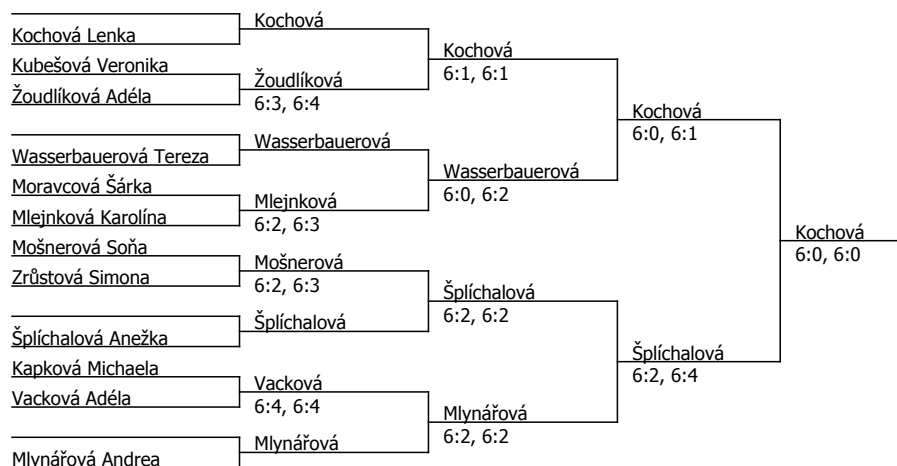 Kochová Lenka
Kubešová Veronika
Žoudlíková Adéla
Wasserbauerová Tereza
Moravcová Šárka
Mlejnková Karolína
Mošnerová Soňa
Zrůstová Simona
Šplíchalová Anežka
Kapková Michaela
Vacková Adéla
Mlynářová Andrea
Kochová
Žoudlíková
6:3, 6:4
Wasserbauerová
Mlejnková
6:2, 6:3
Mošnerová
6:2, 6:3
Šplíchalová
Vacková
6:4, 6:4
Mlynářová
Kochová
6:1, 6:1
Wasserbauerová
6:0, 6:2
Šplíchalová
6:2, 6:2
Mlynářová
6:2, 6:2
Kochová
6:0, 6:1
Šplíchalová
6:2, 6:4
Kochová
6:0, 6:0